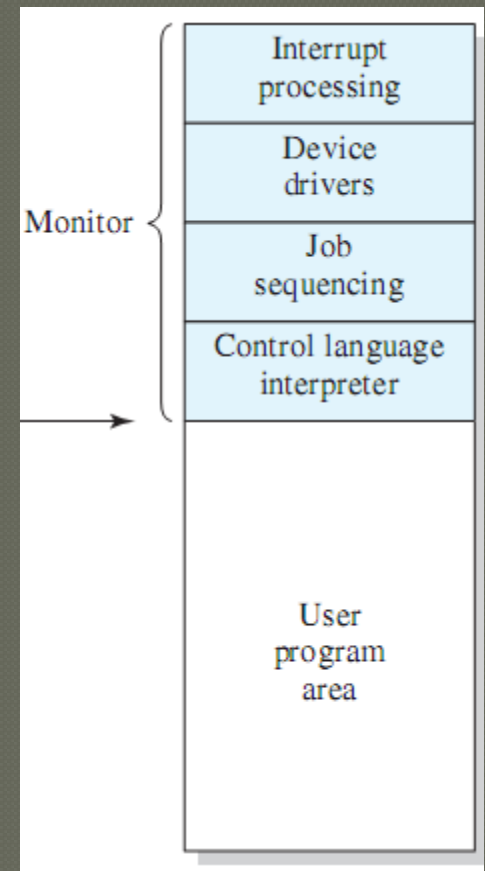 Interrupt
processing
Device
drivers
Monitor
Job
sequencing
Control language
interpreter
User
program
area